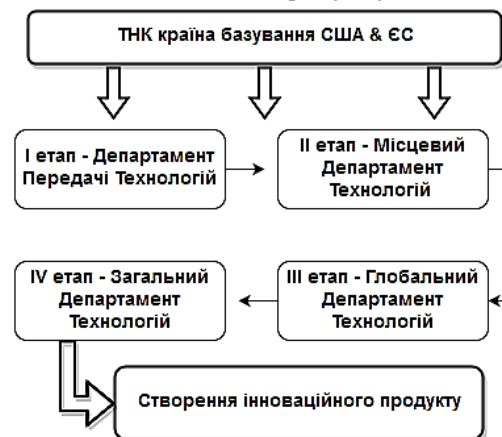 ТНК країна базування США & ЄС
І етап - Департамент
Передачі Технологій
ІІ етап - Місцевий
Департамент
Технологій
IV етап - Загальний
Департамент
Технологій
ІІІ етап - Глобальний
Департамент
Технологій
Створення інноваційного продукту